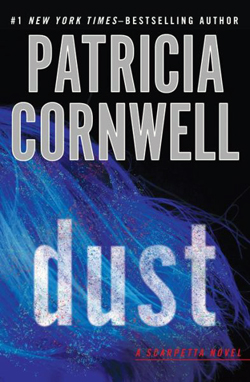 #1 NEW YORK TIMES–BESTSELLING AUTHOR
PATRICIA
CORNWELL
dust
A SCARPETTA NOVEL